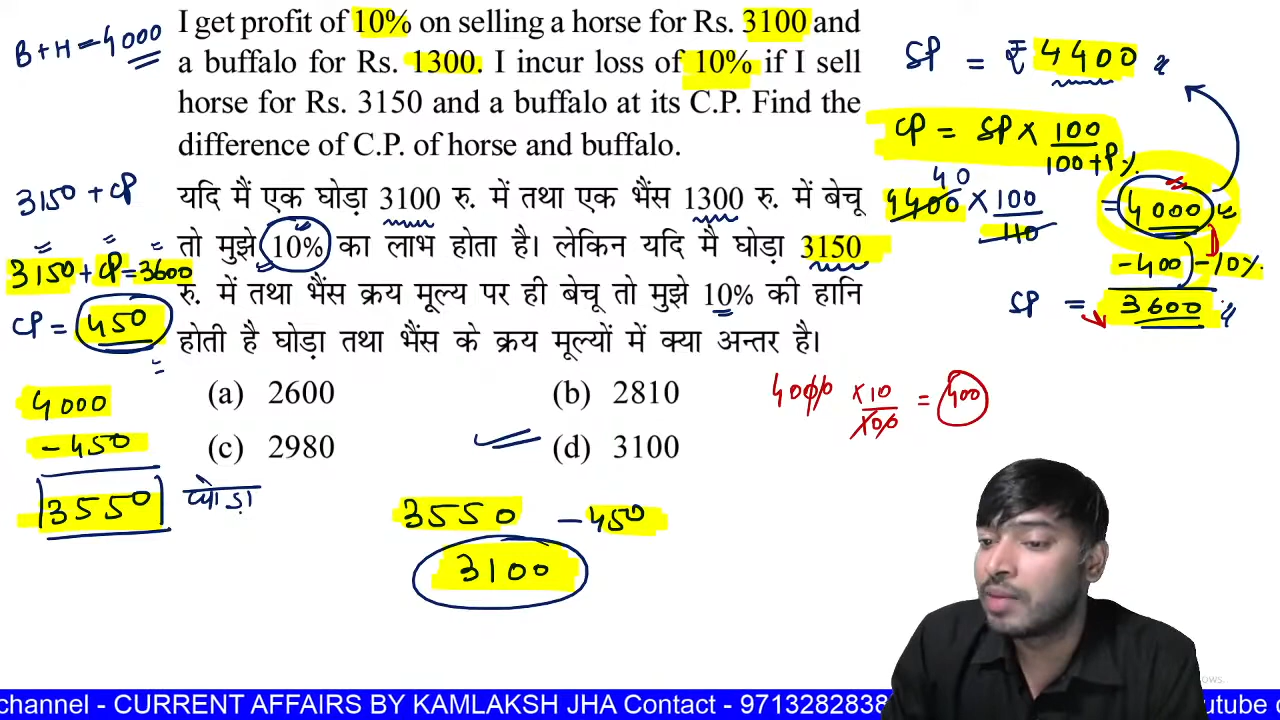 I get profit of 10% on selling a horse for Rs. 3100 and
a buffalo for Rs. 1300. I incur loss of 10% if I sell
horse for Rs. 3150 and a buffalo at its C.P. Find the
difference of C.P. of horse and buffalo.
यदि मैं एक घोड़ा 3100 रु. में तथा एक भैंस 1300 रु. में बेचू
तो मुझे 10% का लाभ होता है। लेकिन यदि मै घोड़ा 3150
रु. में तथा भैंस क्रय मूल्य पर ही बेचू तो मुझे 10% की हानि
होती है घोड़ा तथा भैंस के क्रय मूल्यों में क्या अन्तर है।
(a) 2600
(b) 2810
(c) 2980
(d) 3100
B + H = 4000
3150 + CP
3150 + CP = 3600
CP = 450
4000
- 450
3550 घोड़ा
3550 - 450
3100
SP = ₹ 4400
CP = SP × 100
100 + P%
40
4400 × 100
110
= 4000
- 400 - 10%
SP = 3600
4000 × 10 = 400
100
channel - CURRENT AFFAIRS BY KAMLAKSH JHA Contact - 971328283
utube